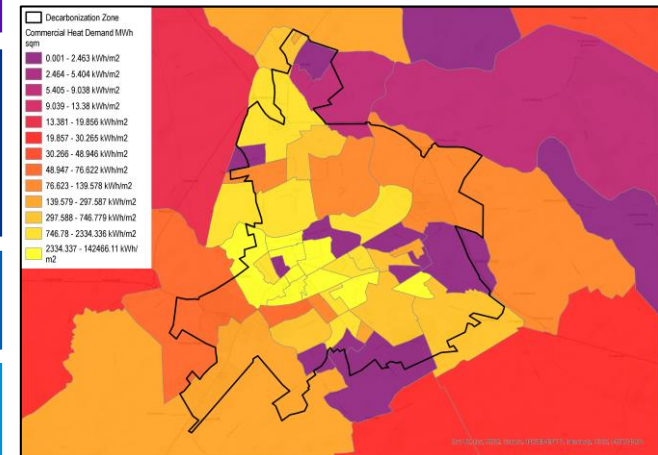 Decarbonization Zone
Commercial Heat Demand MWh
sqm
0.001 - 2.463 kWh/m2
2.464 - 5.404 kWh/m2
5.405 - 9.038 kWh/m2
9.039 - 13.38 kWh/m2
13.381 - 19.856 kWh/m2
19.857 - 30.265 kWh/m2
30.266 - 48.946 kWh/m2
48.947 - 76.622 kWh/m2
76.623 - 139.578 kWh/m2
139.579 - 297.587 kWh/m2
297.588 - 746.779 kWh/m2
746.78 - 2334.336 kWh/m2
2334.337 - 142466.11 kWh/
m2